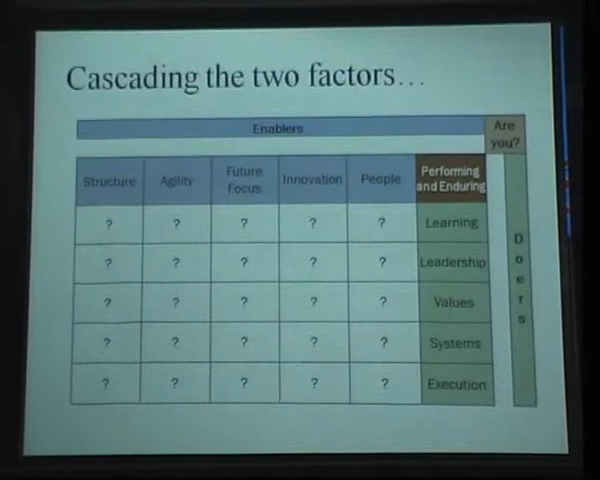 Cascading the two factors...
Enablers
Are
you?
Structure Agility Future Focus Innovation People Performing and Enduring
? ? ? ? ? Learning
? ? ? ? ? Leadership
? ? ? ? ? Values
? ? ? ? ? Systems
? ? ? ? ? Execution
Doers